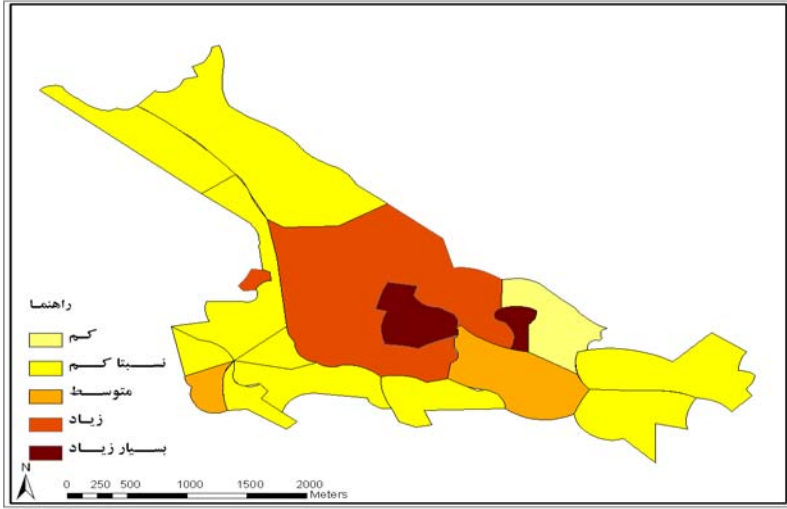 راهنما
کم
نسبتا کم
متوسط
زیاد
بسیار زیاد
N
0 250 500 1000 1500 2000
Meters